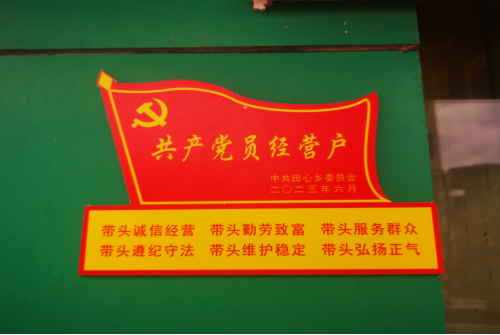 共产党员经营户
中共田心乡委员会
二〇二三年六月
带头诚信经营 带头勤劳致富 带头服务群众
带头遵纪守法 带头维护稳定 带头弘扬正气